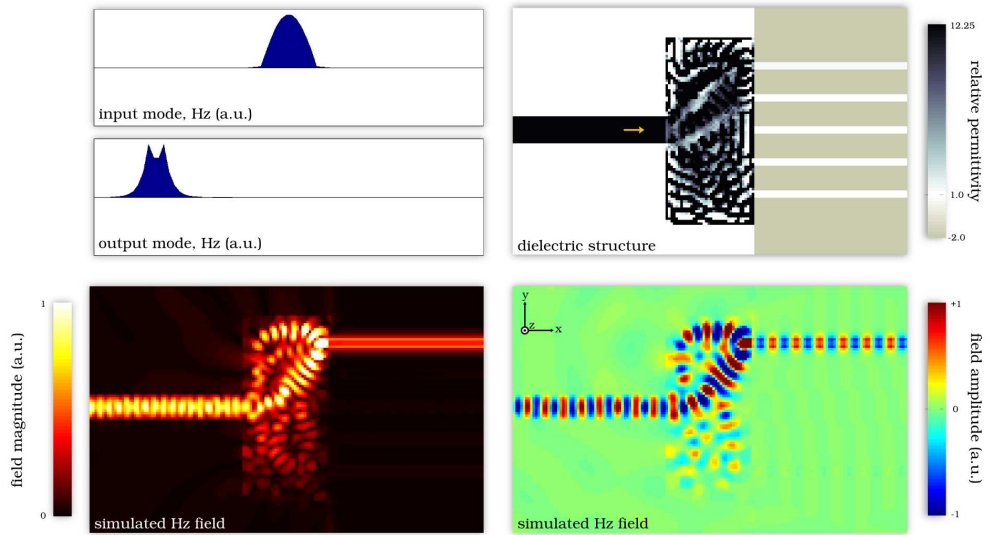 input mode, Hz (a.u.)
output mode, Hz (a.u.)
dielectric structure
12.25
1.0
-2.0
relative permittivity
field magnitude (a.u.)
1
0
simulated Hz field
y
z
x
simulated Hz field
+1
0
-1
field amplitude (a.u.)